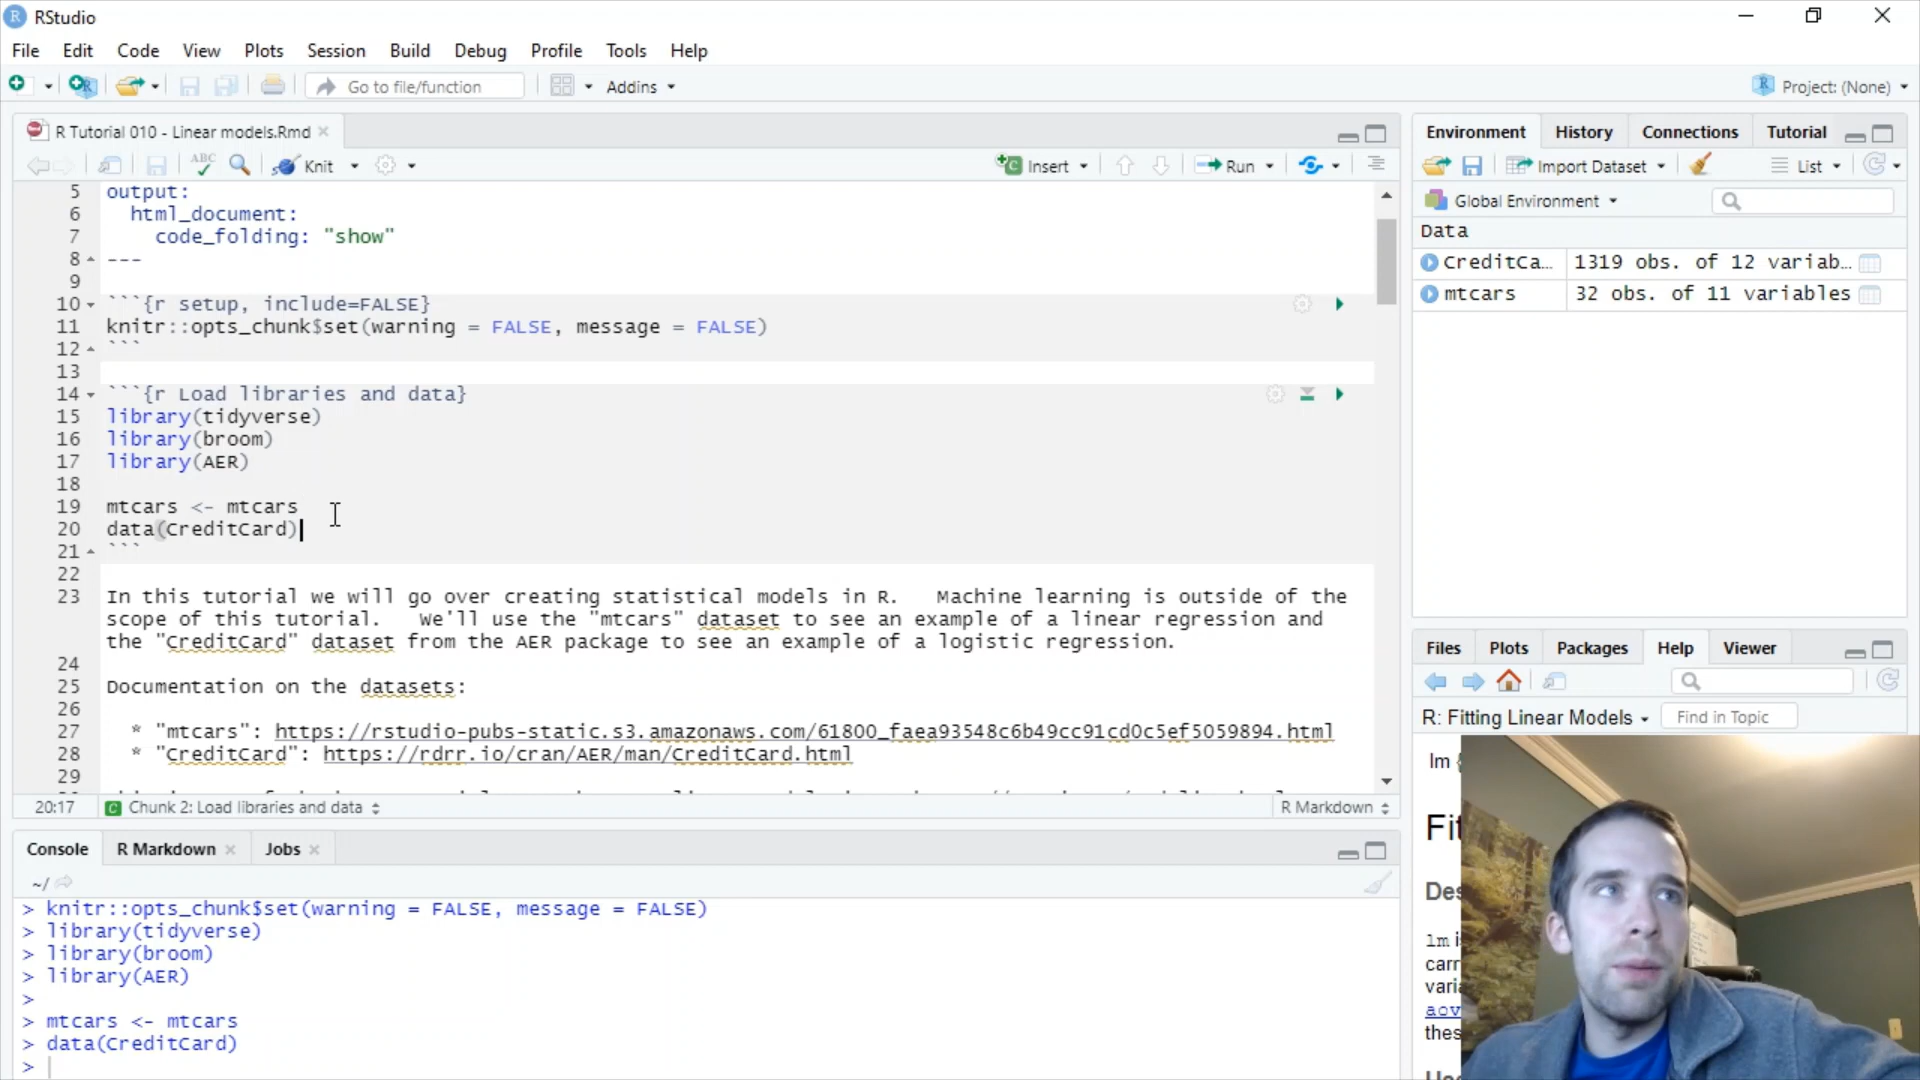 RStudio
File Edit Code View Plots Session Build Debug Profile Tools Help
Go to file/function Addins Project: (None)
R Tutorial 010 - Linear models.Rmd
ABC Knit Insert Run
5 output:
6 html_document:
7 code_folding: "show"
8 ---
9
10 ```{r setup, include=FALSE}
11 knitr::opts_chunk$set(warning = FALSE, message = FALSE)
12 ```
13
14 ```{r Load libraries and data}
15 library(tidyverse)
16 library(broom)
17 library(AER)
18
19 mtcars <- mtcars
20 data(CreditCard)
21 ```
22
23 In this tutorial we will go over creating statistical models in R. Machine learning is outside of the
scope of this tutorial. We'll use the "mtcars" dataset to see an example of a linear regression and
the "CreditCard" dataset from the AER package to see an example of a logistic regression.
24
25 Documentation on the datasets:
26
27 * "mtcars": https://rstudio-pubs-static.s3.amazonaws.com/61800_faea93548c6b49cc91cd0c5ef5059894.html
28 * "CreditCard": https://rdrr.io/cran/AER/man/CreditCard.html
29
20:17 Chunk 2: Load libraries and data R Markdown
Console R Markdown Jobs
~/
> knitr::opts_chunk$set(warning = FALSE, message = FALSE)
> library(tidyverse)
> library(broom)
> library(AER)
>
> mtcars <- mtcars
> data(CreditCard)
>
Environment History Connections Tutorial
Import Dataset List
Global Environment
Data
CreditCa… 1319 obs. of 12 variab…
mtcars 32 obs. of 11 variables
Files Plots Packages Help Viewer
R: Fitting Linear Models Find in Topic
lm {
Fit
Des
lm i
carr
varia
aov
thes